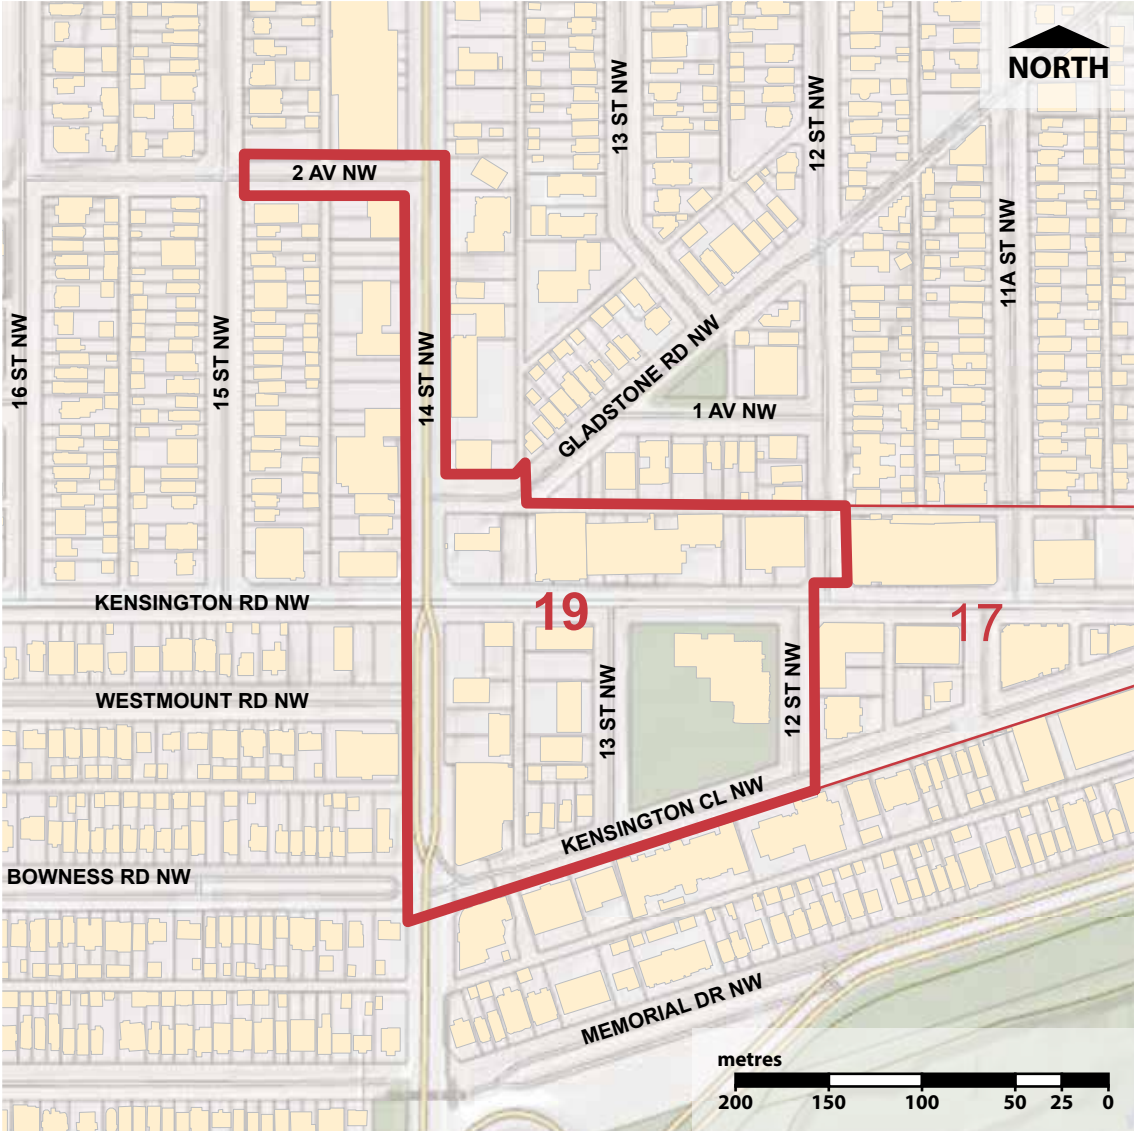 NORTH
13 ST NW
12 ST NW
2 AV NW
11A ST NW
16 ST NW
15 ST NW
14 ST NW
GLADSTONE RD NW
1 AV NW
KENSINGTON RD NW
19
17
WESTMOUNT RD NW
13 ST NW
12 ST NW
KENSINGTON CL NW
BOWNESS RD NW
MEMORIAL DR NW
metres
200 150 100 50 25 0